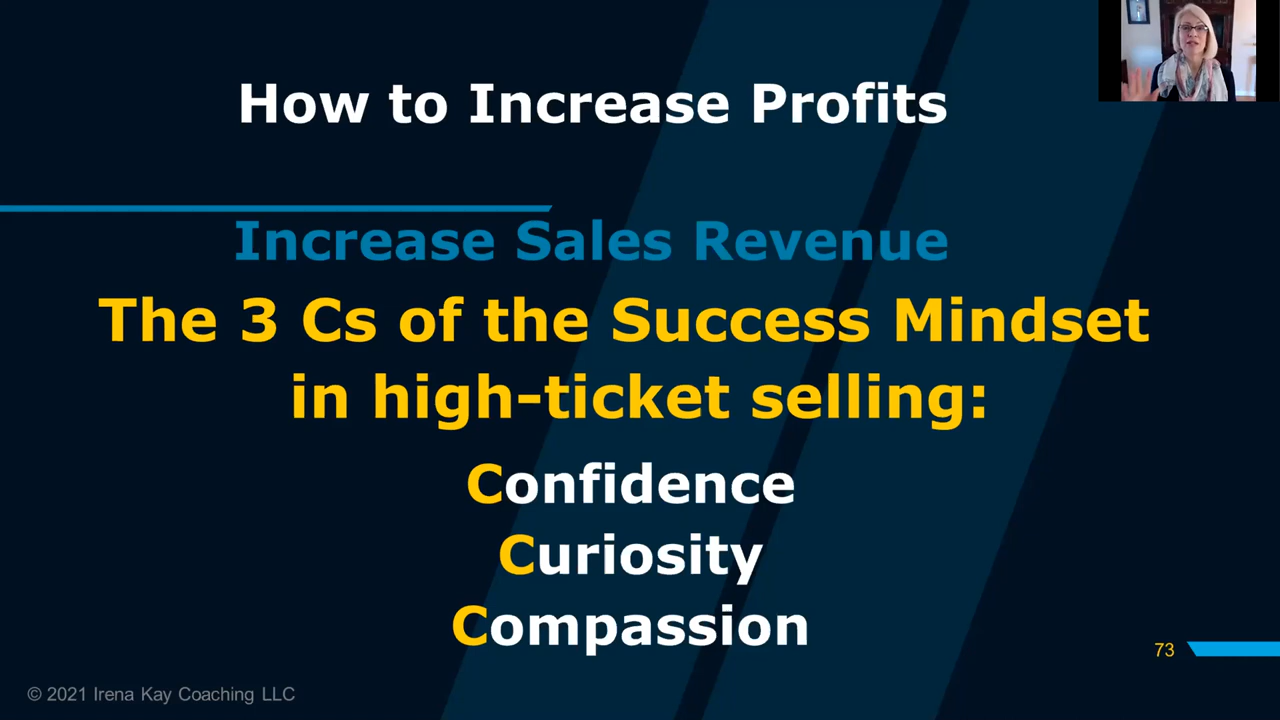 How to Increase Profits
Increase Sales Revenue
The 3 Cs of the Success Mindset
in high-ticket selling:
Confidence
Curiosity
Compassion
73
© 2021 Irena Kay Coaching LLC